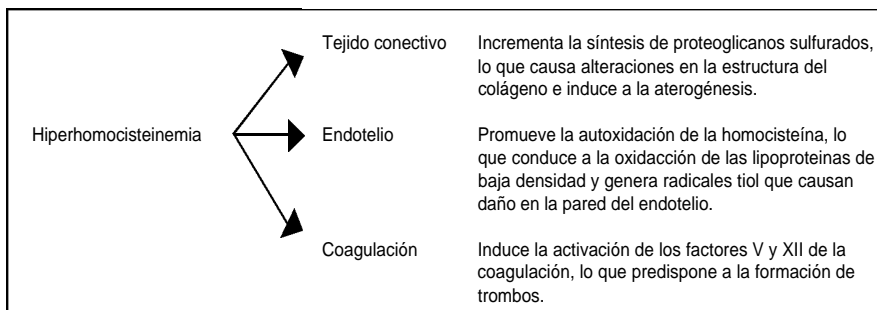 Tejido conectivo
Incrementa la síntesis de proteoglicanos sulfurados,
lo que causa alteraciones en la estructura del
colágeno e induce a la aterogénesis.
Hiperhomocisteinemia
Endotelio
Promueve la autoxidación de la homocisteína, lo
que conduce a la oxidacción de las lipoproteinas de
baja densidad y genera radicales tiol que causan
daño en la pared del endotelio.
Coagulación
Induce la activación de los factores V y XII de la
coagulación, lo que predispone a la formación de
trombos.